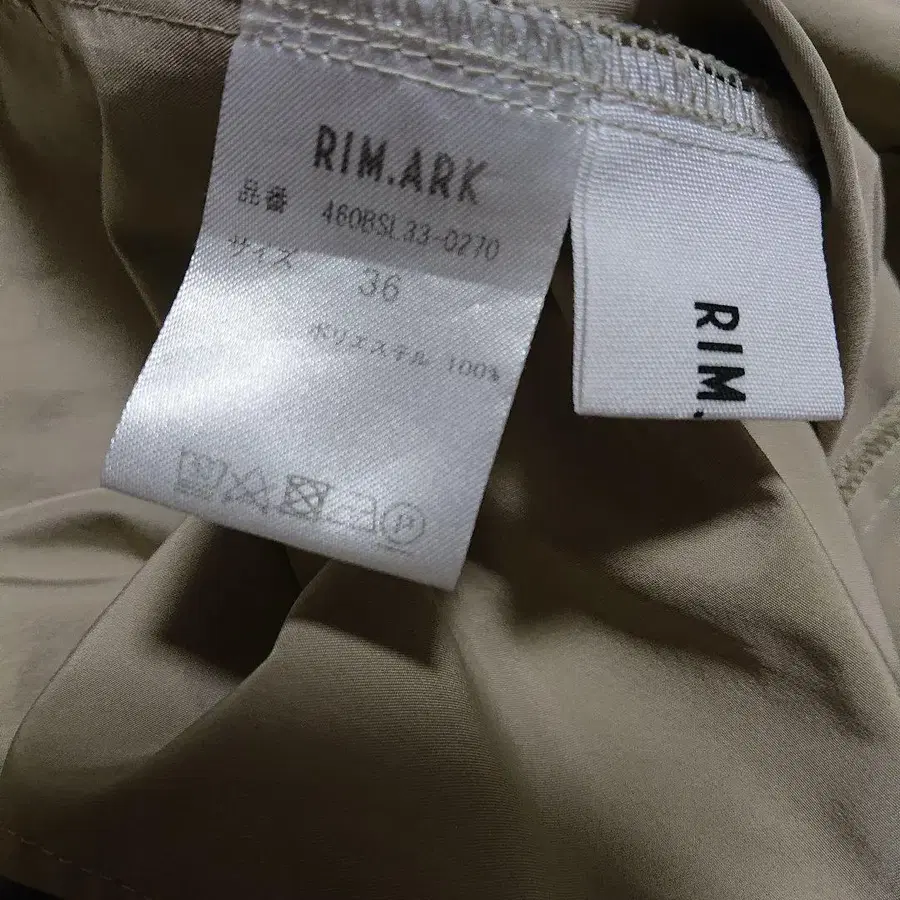 RIM.ARK
品番 460BSL33-0270
サイズ 36
ポリエステル 100%
P
RIM.